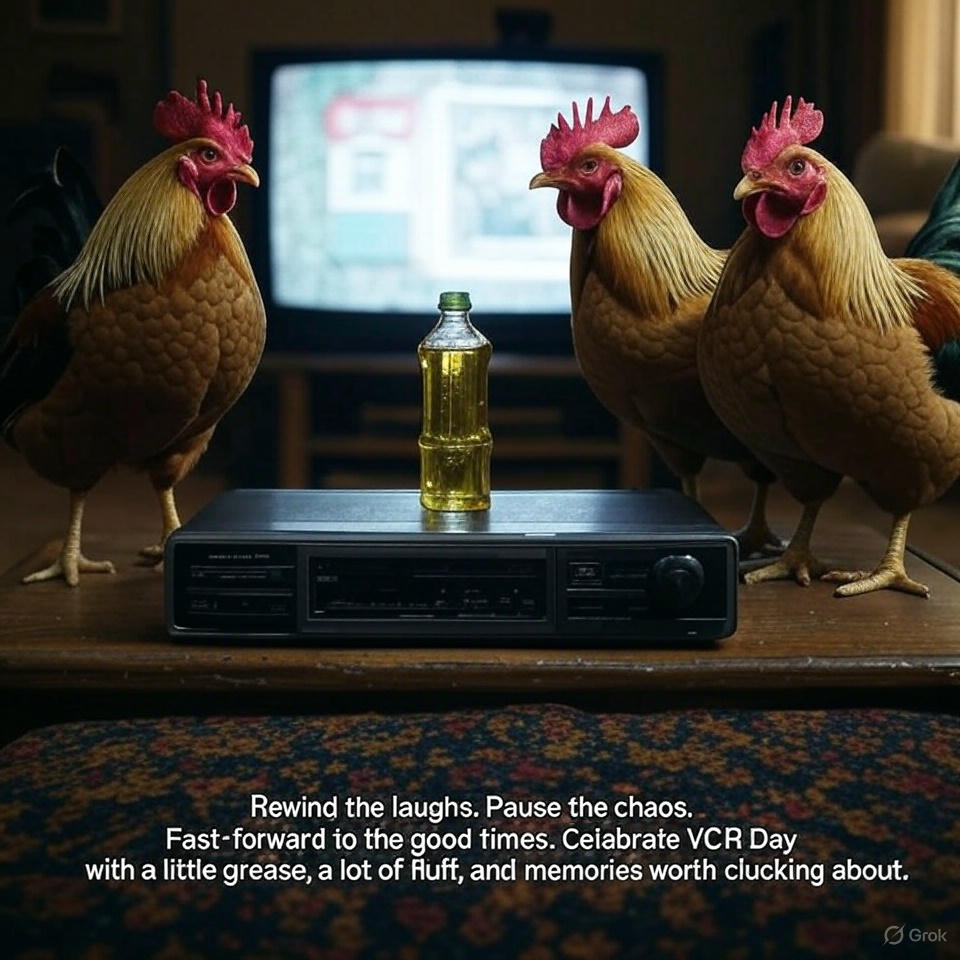 Rewind the laughs. Pause the chaos.
Fast-forward to the good times. Celabrate VCR Day
with a little grease, a lot of fluff, and memories worth clucking about.
Grok